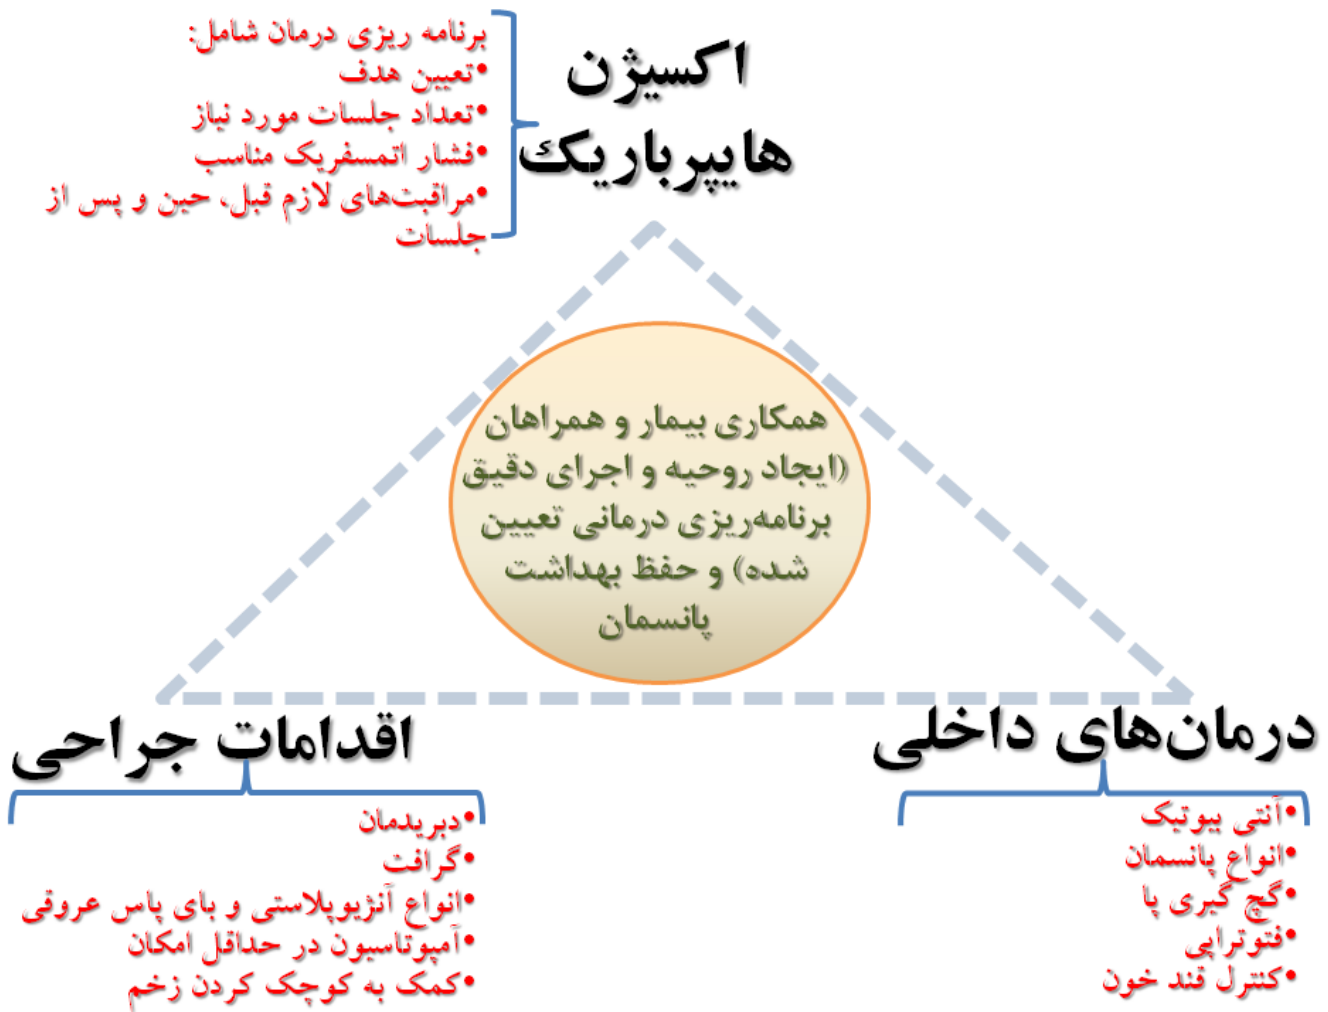 اکسیژن
هایپرباریک
برنامه ریزی درمان شامل:
•تعیین هدف
•تعداد جلسات مورد نیاز
•فشار اتمسفریک مناسب
•مراقبت‌های لازم قبل، حین و پس از
جلسات
همکاری بیمار و همراهان
(ایجاد روحیه و اجرای دقیق
برنامه‌ریزی درمانی تعیین
شده) و حفظ بهداشت
پانسمان
درمان‌های داخلی
•آنتی بیوتیک
•انواع پانسمان
•گچ گیری پا
•فتوتراپی
•کنترل قند خون
اقدامات جراحی
•دبریدمان
•گرافت
•انواع آنژیوپلاستی و بای پاس عروقی
•آمپوتاسیون در حداقل امکان
•کمک به کوچک کردن زخم